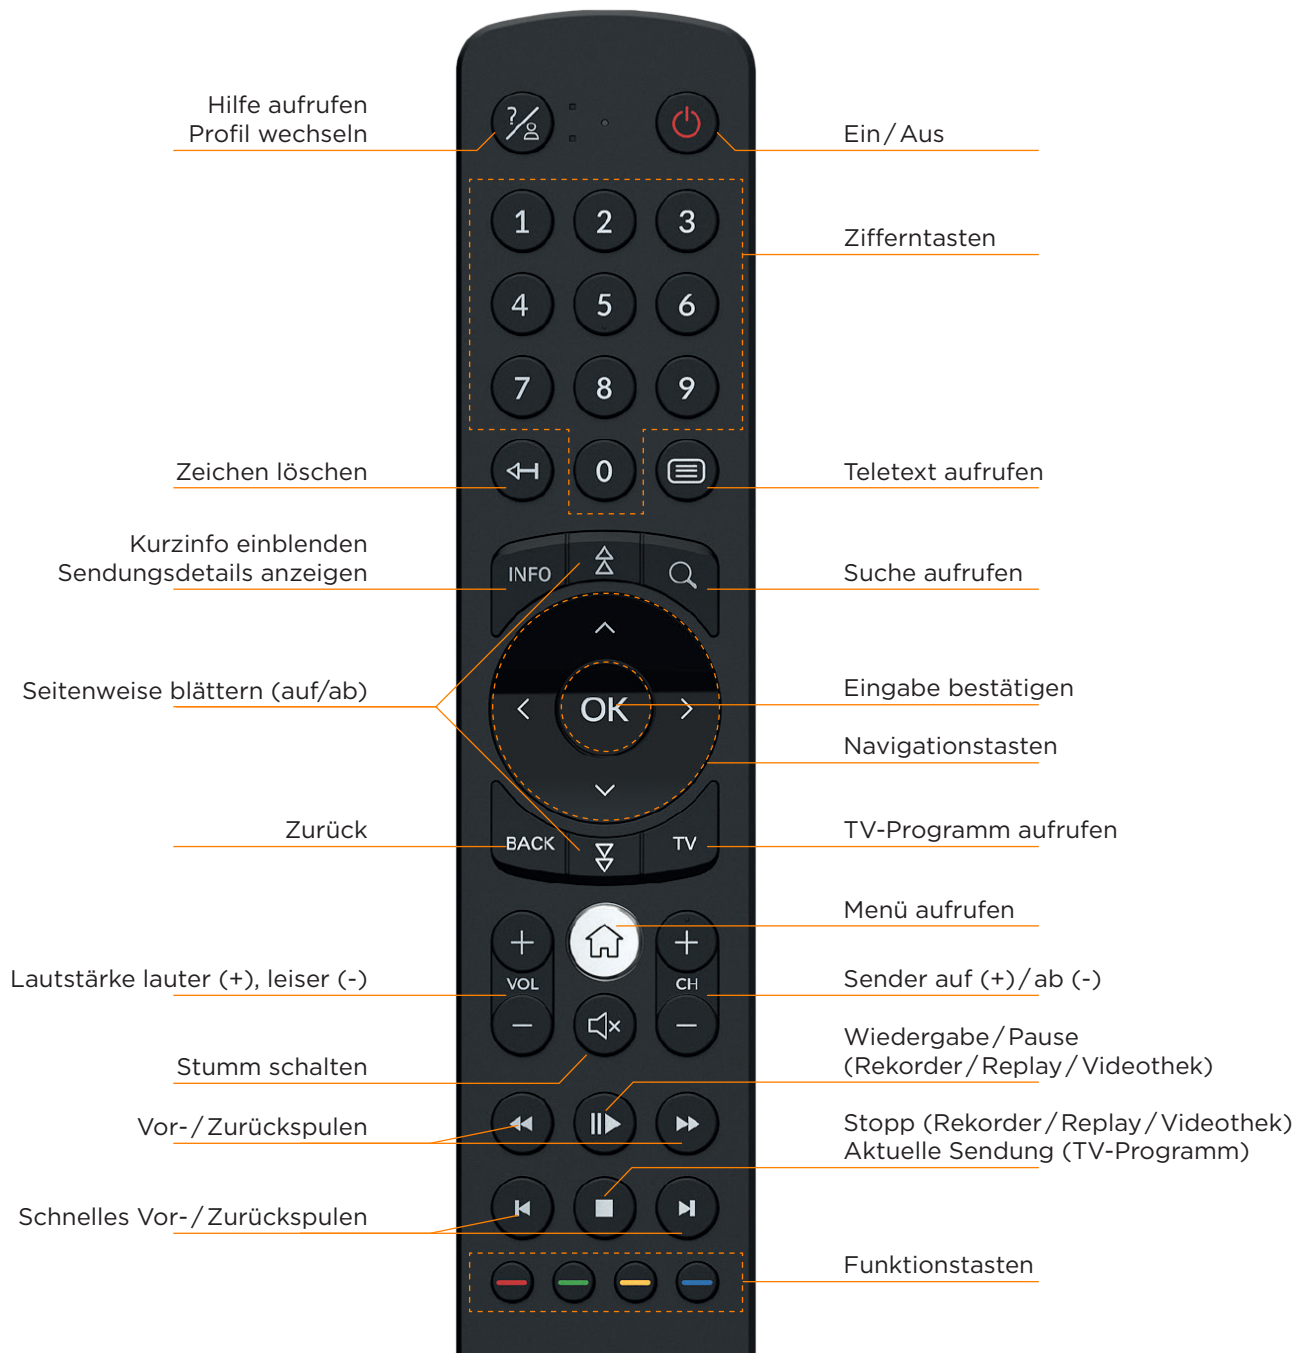 Hilfe aufrufen
Profil wechseln
?
Ein / Aus
1 2 3
Zifferntasten
4 5 6
7 8 9
Zeichen löschen
0
Teletext aufrufen
Kurzinfo einblenden
Sendungsdetails anzeigen
INFO
Suche aufrufen
Seitenweise blättern (auf/ab)
OK
Eingabe bestätigen
Navigationstasten
Zurück
BACK
TV
TV-Programm aufrufen
Menü aufrufen
Lautstärke lauter (+), leiser (-)
+
VOL
−
+
CH
−
Sender auf (+) / ab (-)
Stumm schalten
Wiedergabe / Pause
(Rekorder / Replay / Videothek)
Vor- / Zurückspulen
Stopp (Rekorder / Replay / Videothek)
Aktuelle Sendung (TV-Programm)
Schnelles Vor- / Zurückspulen
Funktionstasten